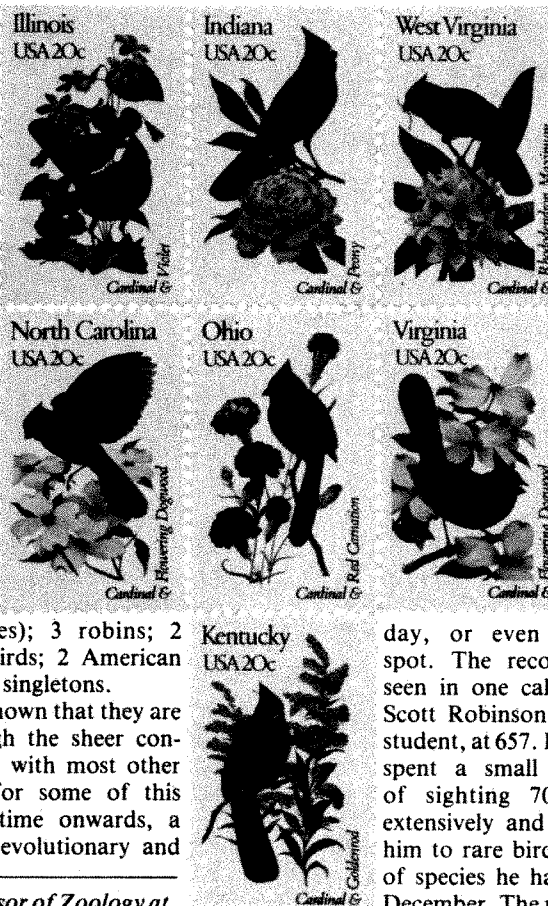 Illinois
USA 20c
Cardinal &
Violet
Indiana
USA 20c
Cardinal &
Peony
West Virginia
USA 20c
Cardinal &
Rhododendron Maximum
North Carolina
USA 20c
Cardinal &
Flowering Dogwood
Ohio
USA 20c
Cardinal &
Red Carnation
Virginia
USA 20c
Cardinal &
Flowering Dogwood
es); 3 robins; 2
irds; 2 American
singletons.
nown that they are
gh the sheer con-
with most other
for some of this
time onwards, a
evolutionary and
sor of Zoology at
Kentucky
USA 20c
Cardinal &
Goldenrod
day, or even
spot. The reco
seen in one cal
Scott Robinson
student, at 657.
spent a small
of sighting 70
extensively and
him to rare bird
of species he ha
December. The